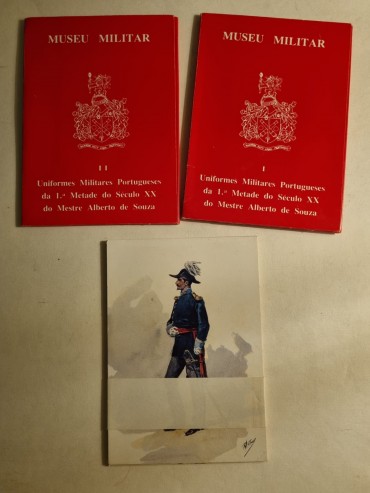 MUSEU MILITAR
II
Uniformes Militares Portugueses
da 1.ª Metade do Século XX
do Mestre Alberto de Souza
MUSEU MILITAR
I
Uniformes Militares Portugueses
da 1.ª Metade do Século XX
do Mestre Alberto de Souza